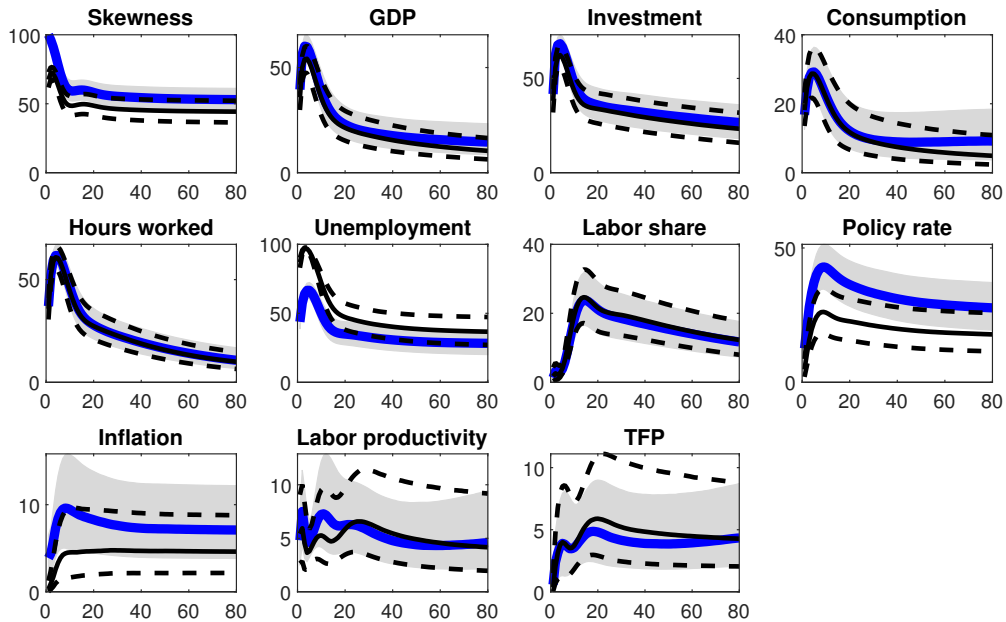 Skewness GDP Investment Consumption
100 50 0
50 0
50 0
40 20 0
0 20 40 60 80 0 20 40 60 80 0 20 40 60 80 0 20 40 60 80
Hours worked Unemployment Labor share Policy rate
50 0
100 50 0
40 20 0
50 0
0 20 40 60 80 0 20 40 60 80 0 20 40 60 80 0 20 40 60 80
Inflation Labor productivity TFP
10 0
10 5 0
10 5 0
0 20 40 60 80 0 20 40 60 80 0 20 40 60 80